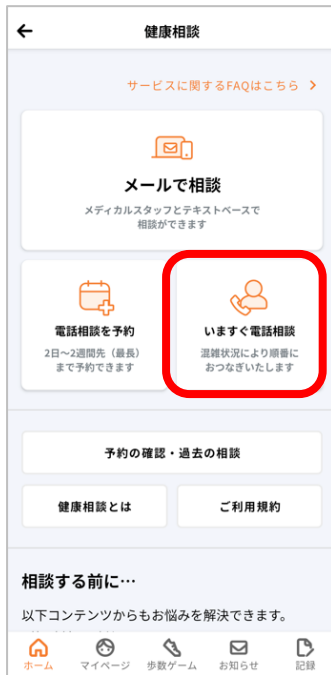 健康相談
サービスに関するFAQはこちら
メールで相談
メディカルスタッフとテキストベースで
相談ができます
電話相談を予約
2日〜2週間先（最長）
まで予約できます
いますぐ電話相談
混雑状況により順番に
おつなぎいたします
予約の確認・過去の相談
健康相談とは
ご利用規約
相談する前に…
以下コンテンツからもお悩みを解決できます。
ホーム
マイページ
歩数ゲーム
お知らせ
記録